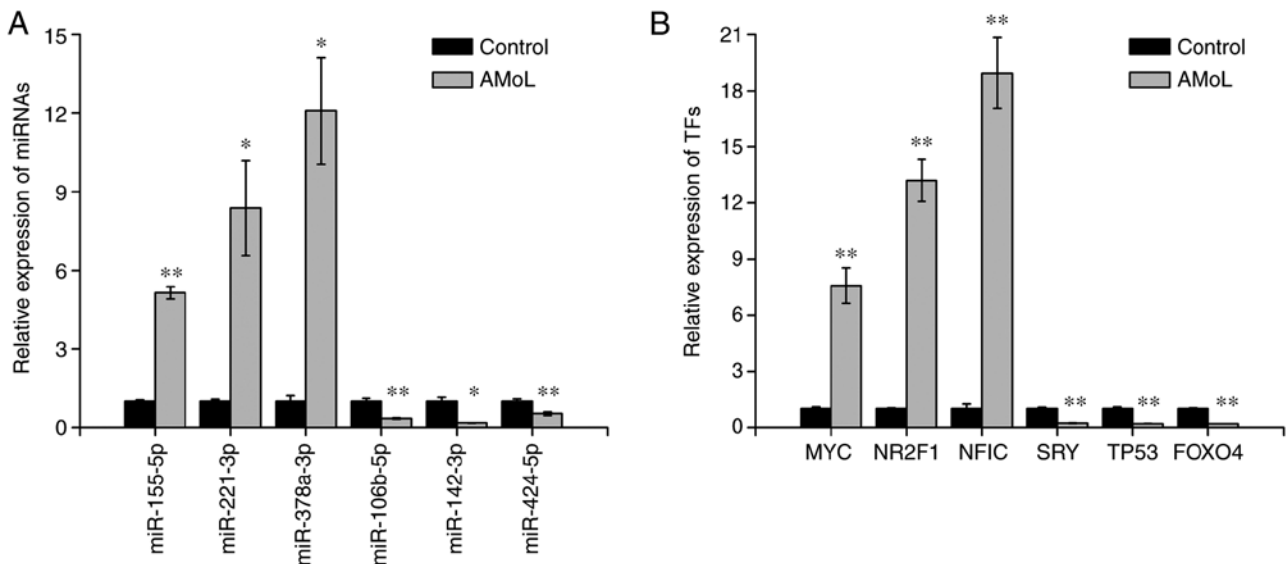 A
Relative expression of miRNAs
15
12
9
6
3
0
Control
AMoL
**
*
*
**
*
**
miR-155-5p
miR-221-3p
miR-378a-3p
miR-106b-5p
miR-142-3p
miR-424-5p
B
Relative expression of TFs
21
18
15
12
9
6
3
0
Control
AMoL
**
**
**
**
**
**
MYC
NR2F1
NFIC
SRY
TP53
FOXO4